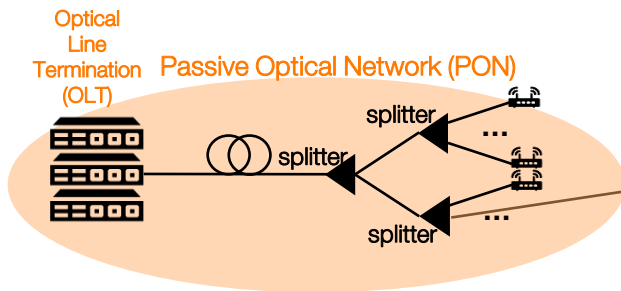 Optical
Line
Termination
(OLT)
Passive Optical Network (PON)
splitter
splitter
...
...
splitter